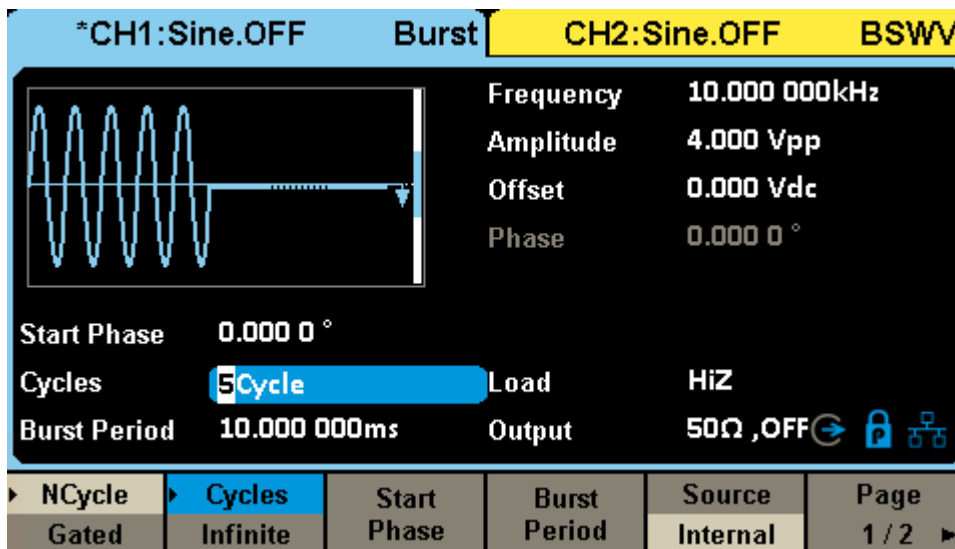 *CH1:Sine.OFF Burst CH2:Sine.OFF BSWV
Frequency 10.000 000kHz
Amplitude 4.000 Vpp
Offset 0.000 Vdc
Phase 0.000 0 °
Start Phase 0.000 0 °
Cycles 5Cycle Load HiZ
Burst Period 10.000 000ms Output 50Ω ,OFF P
NCycle Cycles Start Burst Source Page
Gated Infinite Phase Period Internal 1 / 2